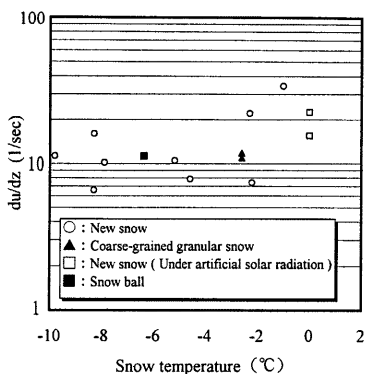 100
10
1
du/dz (1/sec)
○ : New snow
▲ : Coarse-grained granular snow
□ : New snow ( Under artificial solar radiation )
■ : Snow ball
-10 -8 -6 -4 -2 0 2
Snow temperature (℃)